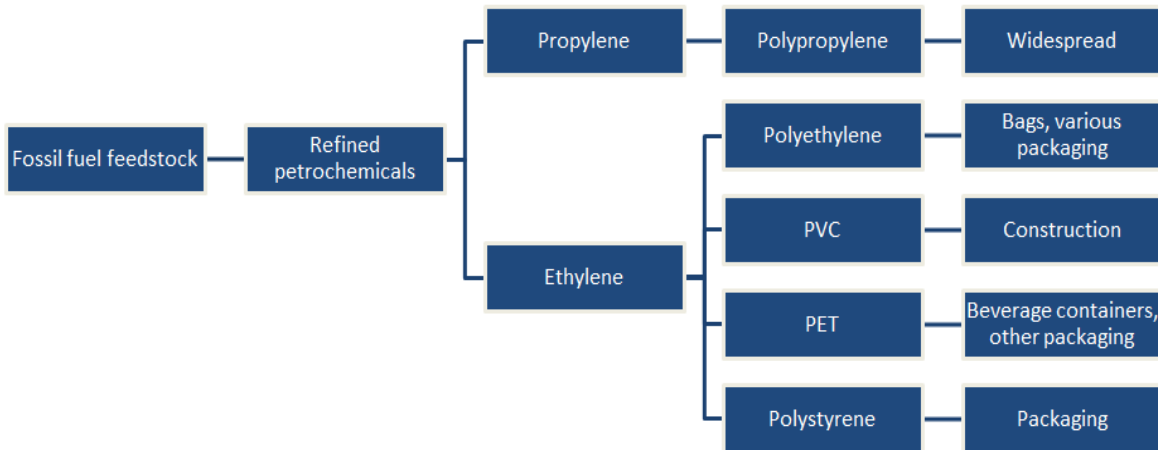 Propylene
Polypropylene
Widespread
Fossil fuel feedstock
Refined
petrochemicals
Polyethylene
Bags, various
packaging
PVC
Construction
Ethylene
PET
Beverage containers,
other packaging
Polystyrene
Packaging